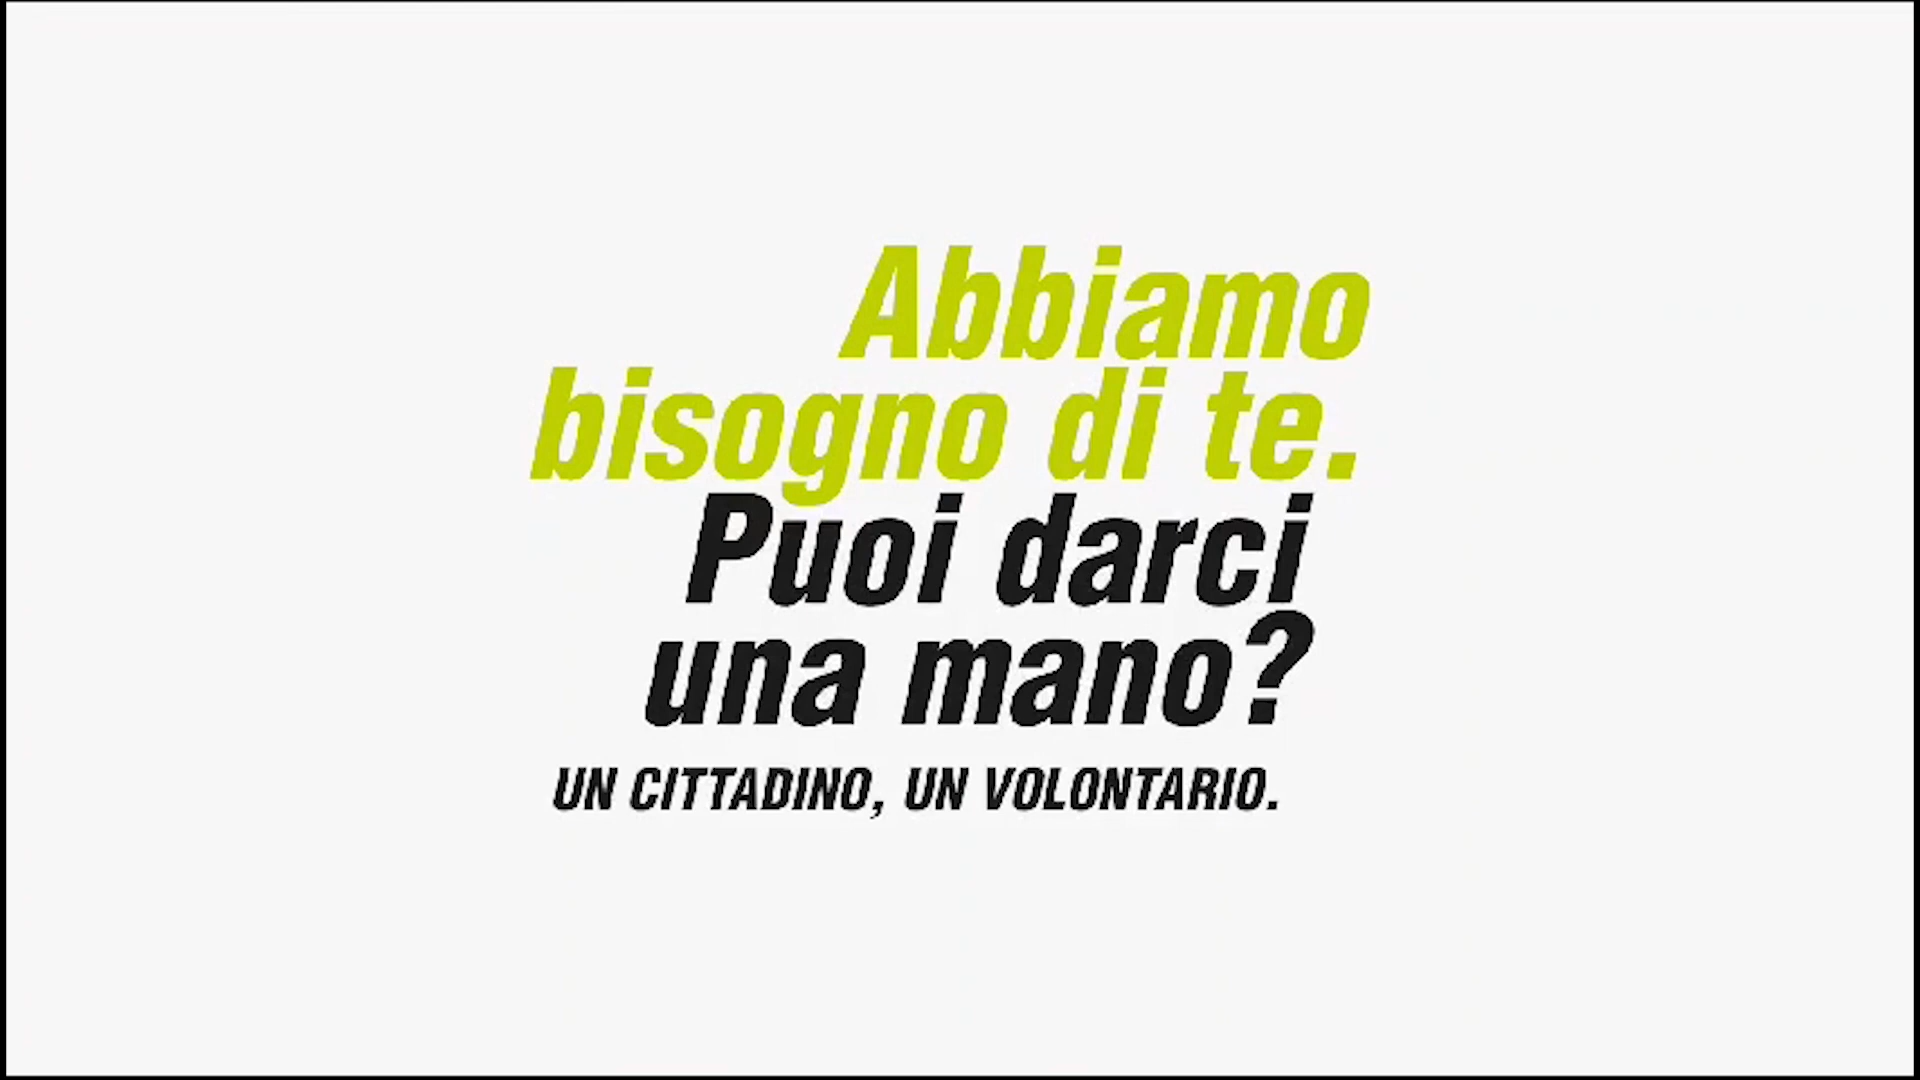 Abbiamo
bisogno di te.
Puoi darci
una mano?
UN CITTADINO, UN VOLONTARIO.